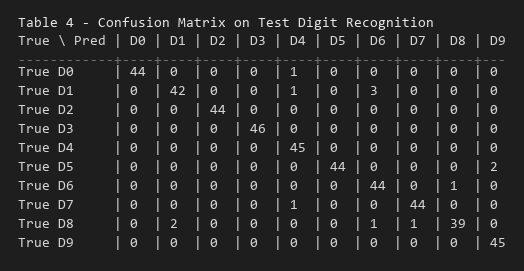 Table 4 - Confusion Matrix on Test Digit Recognition
True \ Pred | D0 | D1 | D2 | D3 | D4 | D5 | D6 | D7 | D8 | D9
------------+----+----+----+----+----+----+----+----+----+---
True D0     | 44 | 0  | 0  | 0  | 1  | 0  | 0  | 0  | 0  | 0
True D1     | 0  | 42 | 0  | 0  | 1  | 0  | 3  | 0  | 0  | 0
True D2     | 0  | 0  | 44 | 0  | 0  | 0  | 0  | 0  | 0  | 0
True D3     | 0  | 0  | 0  | 46 | 0  | 0  | 0  | 0  | 0  | 0
True D4     | 0  | 0  | 0  | 0  | 45 | 0  | 0  | 0  | 0  | 0
True D5     | 0  | 0  | 0  | 0  | 0  | 44 | 0  | 0  | 0  | 2
True D6     | 0  | 0  | 0  | 0  | 0  | 0  | 44 | 0  | 1  | 0
True D7     | 0  | 0  | 0  | 0  | 1  | 0  | 0  | 44 | 0  | 0
True D8     | 0  | 2  | 0  | 0  | 0  | 0  | 1  | 1  | 39 | 0
True D9     | 0  | 0  | 0  | 0  | 0  | 0  | 0  | 0  | 0  | 45